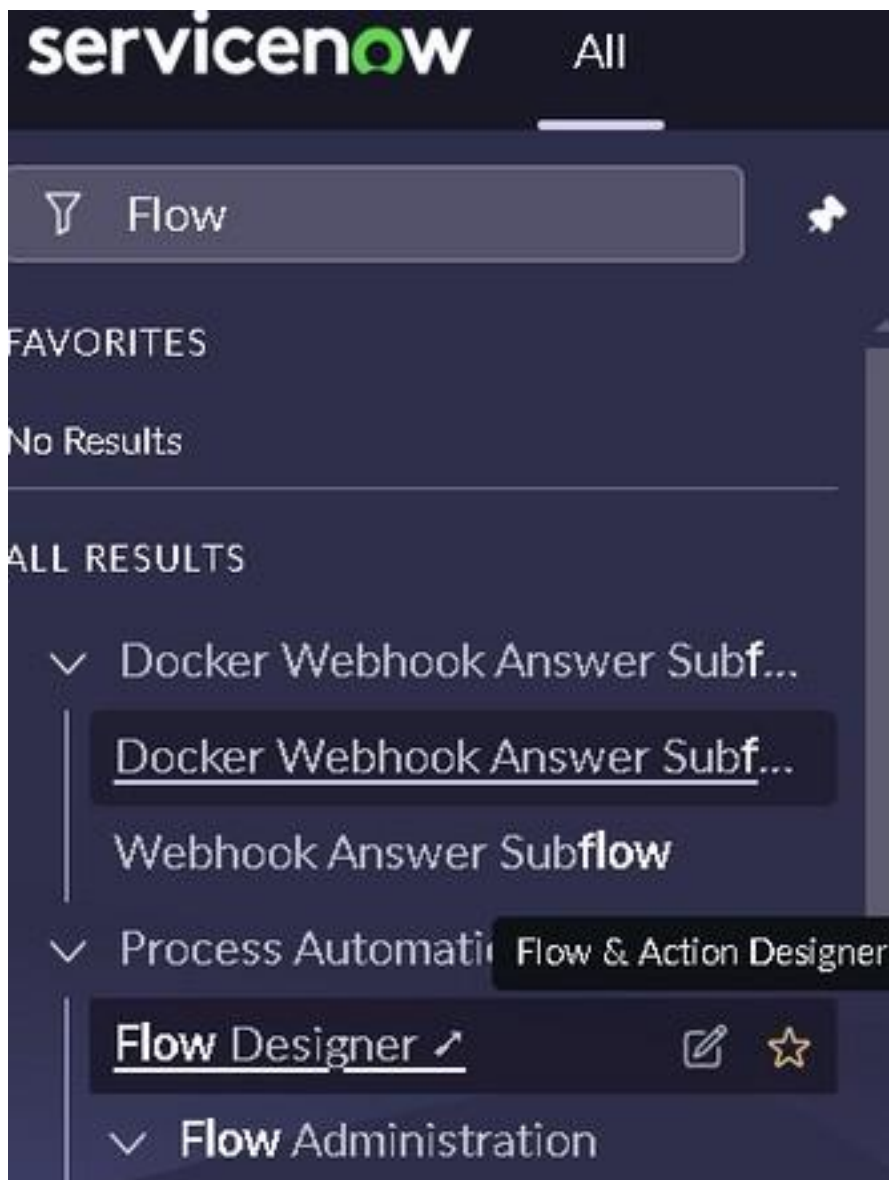 servicenow All
Flow
FAVORITES
No Results
ALL RESULTS
Docker Webhook Answer Subf...
Docker Webhook Answer Subf...
Webhook Answer Subflow
Process Automati
Flow & Action Designer
Flow Designer
Flow Administration